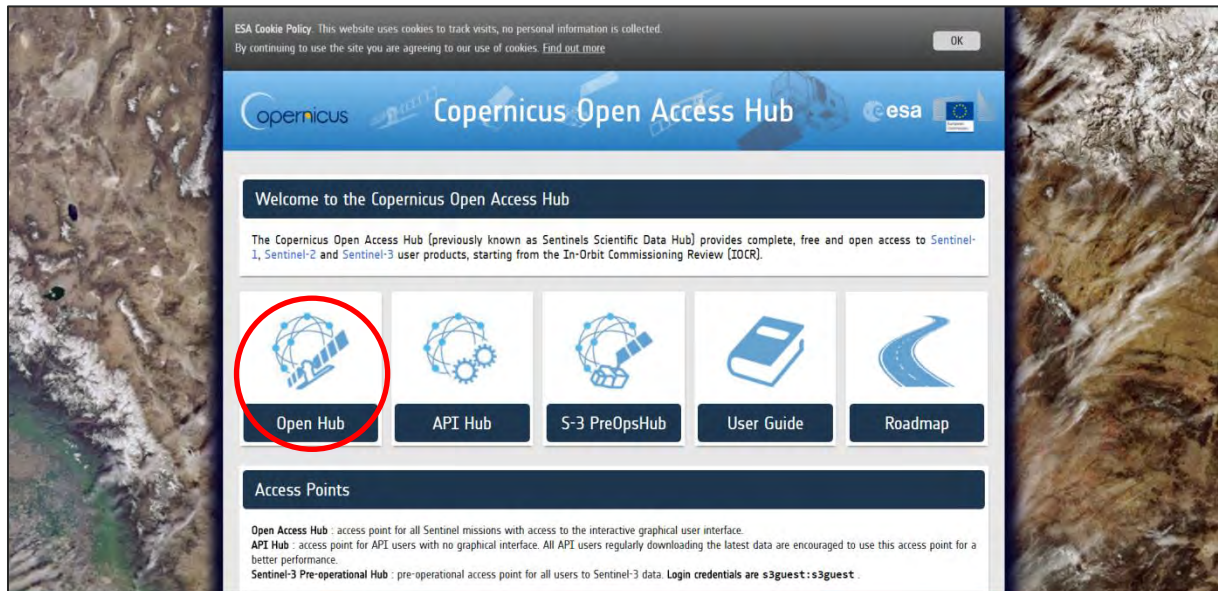 ESA Cookie Policy. This website uses cookies to track visits, no personal information is collected.
By continuing to use the site you are agreeing to our use of cookies. Find out more
OK
opernicus
Copernicus Open Access Hub
esa
Welcome to the Copernicus Open Access Hub
The Copernicus Open Access Hub (previously known as Sentinels Scientific Data Hub) provides complete, free and open access to Sentinel-
1, Sentinel-2 and Sentinel-3 user products, starting from the In-Orbit Commissioning Review (IOCR).
Open Hub
API Hub
S-3 PreOpsHub
User Guide
Roadmap
Access Points
Open Access Hub : access point for all Sentinel missions with access to the interactive graphical user interface.
API Hub : access point for API users with no graphical interface. All API users regularly downloading the latest data are encouraged to use this access point for a
better performance.
Sentinel-3 Pre-operational Hub : pre-operational access point for all users to Sentinel-3 data. Login credentials are s3guest:s3guest .